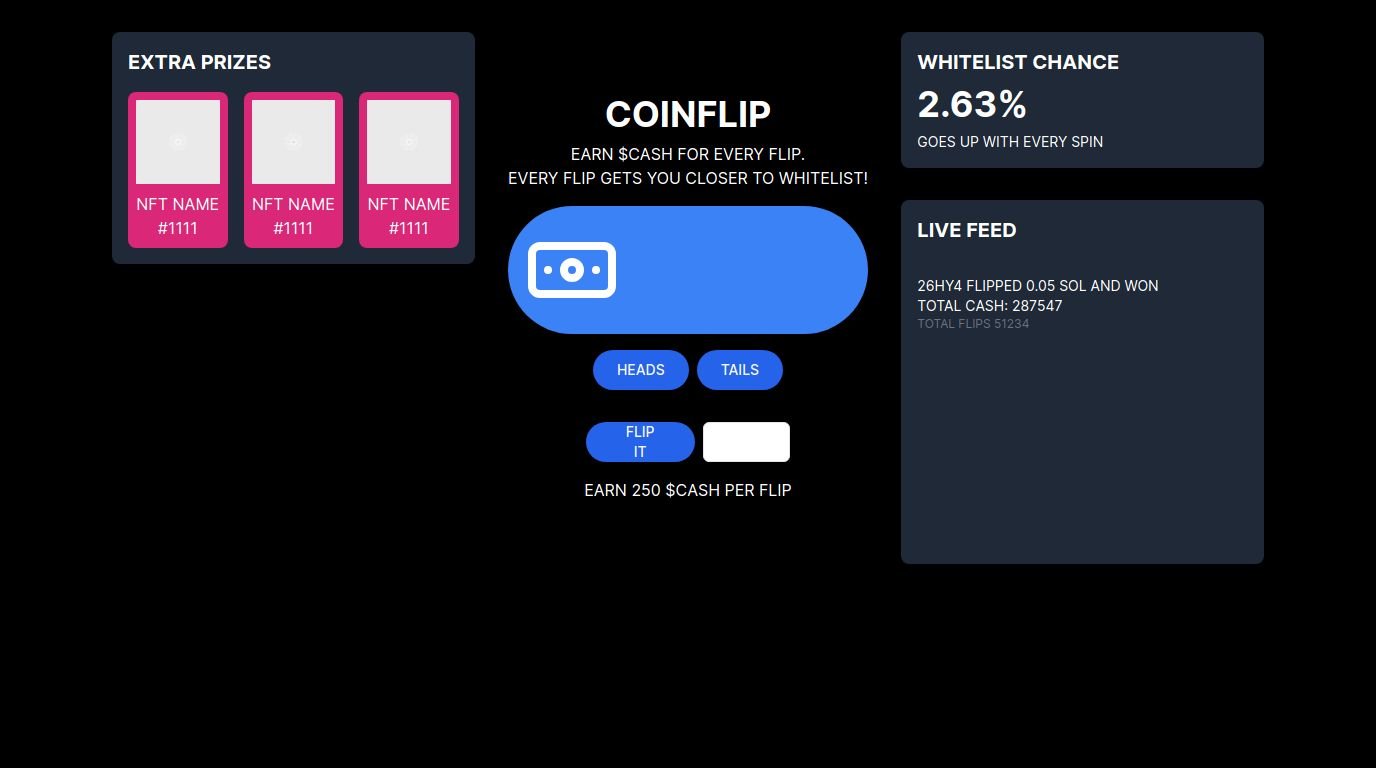 EXTRA PRIZES
NFT NAME
#1111
NFT NAME
#1111
NFT NAME
#1111
COINFLIP
EARN $CASH FOR EVERY FLIP.
EVERY FLIP GETS YOU CLOSER TO WHITELIST!
HEADS
TAILS
FLIP
IT
EARN 250 $CASH PER FLIP
WHITELIST CHANCE
2.63%
GOES UP WITH EVERY SPIN
LIVE FEED
26HY4 FLIPPED 0.05 SOL AND WON
TOTAL CASH: 287547
TOTAL FLIPS 51234